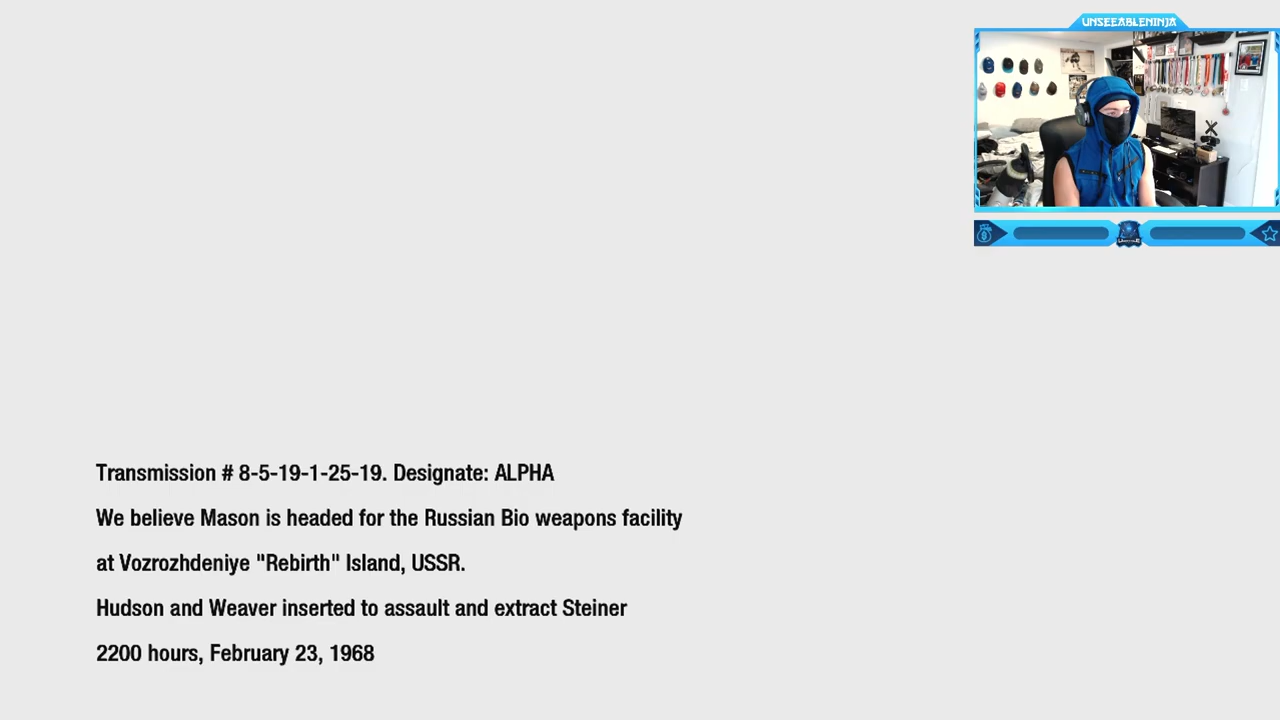 UNSEEABLENINJA
Transmission # 8-5-19-1-25-19. Designate: ALPHA
We believe Mason is headed for the Russian Bio weapons facility
at Vozrozhdeniye "Rebirth" Island, USSR.
Hudson and Weaver inserted to assault and extract Steiner
2200 hours, February 23, 1968